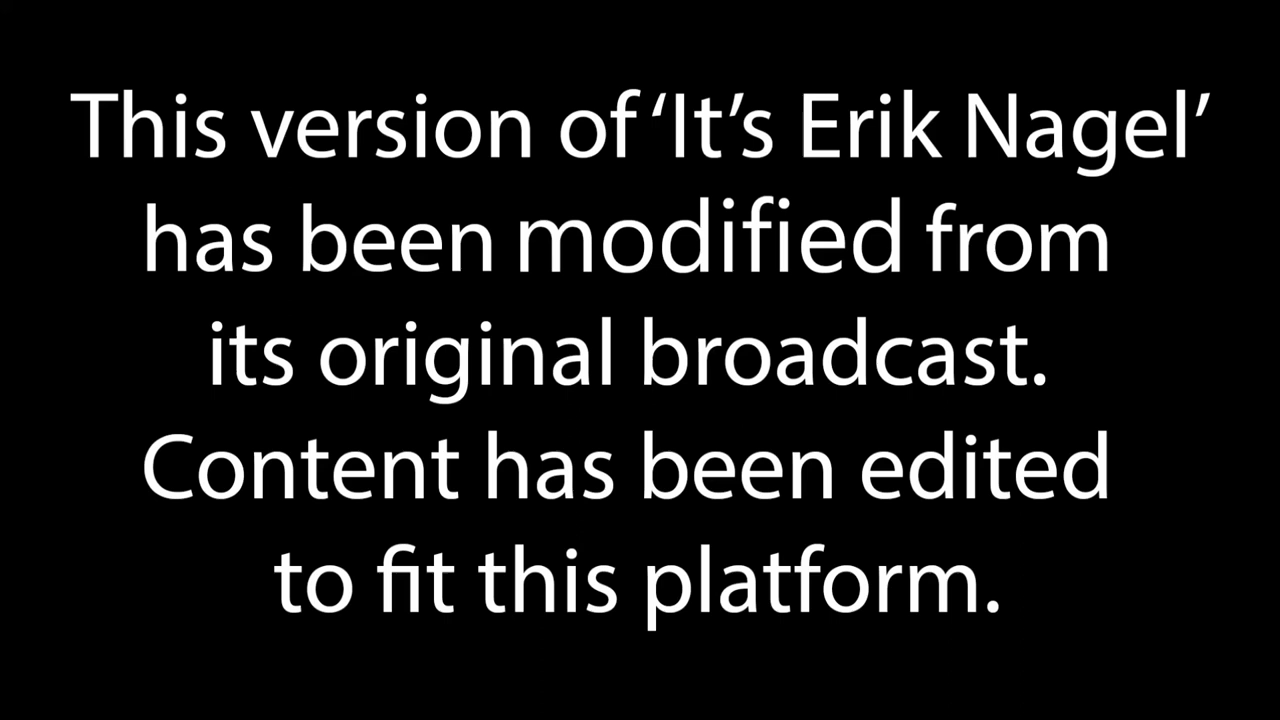 This version of ‘It’s Erik Nagel’
has been modified from
its original broadcast.
Content has been edited
to fit this platform.